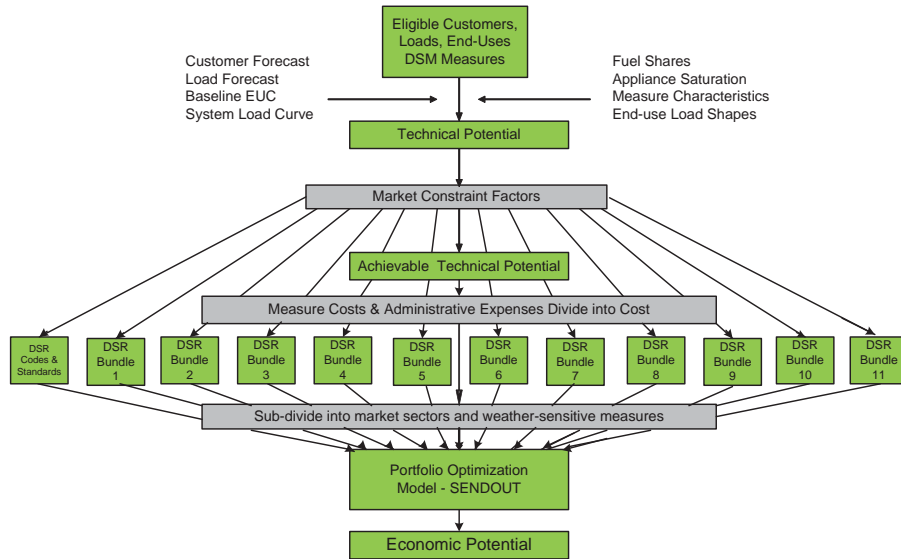 Eligible Customers,
Loads, End-Uses
DSM Measures
Customer Forecast
Load Forecast
Baseline EUC
System Load Curve
Fuel Shares
Appliance Saturation
Measure Characteristics
End-use Load Shapes
Technical Potential
Market Constraint Factors
Achievable Technical Potential
Measure Costs & Administrative Expenses Divide into Cost
DSR
Codes &
Standards
DSR
Bundle
1
DSR
Bundle
2
DSR
Bundle
3
DSR
Bundle
4
DSR
Bundle
5
DSR
Bundle
6
DSR
Bundle
7
DSR
Bundle
8
DSR
Bundle
9
DSR
Bundle
10
DSR
Bundle
11
Sub-divide into market sectors and weather-sensitive measures
Portfolio Optimization
Model - SENDOUT
Economic Potential